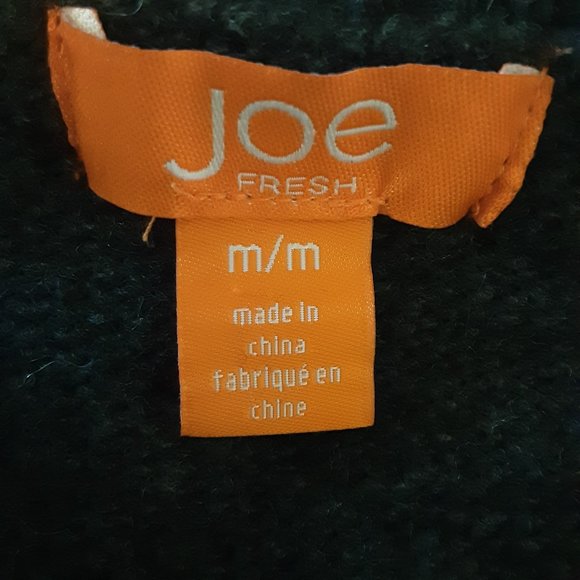 Joe
FRESH
m/m
made in
china
fabriqué en
chine